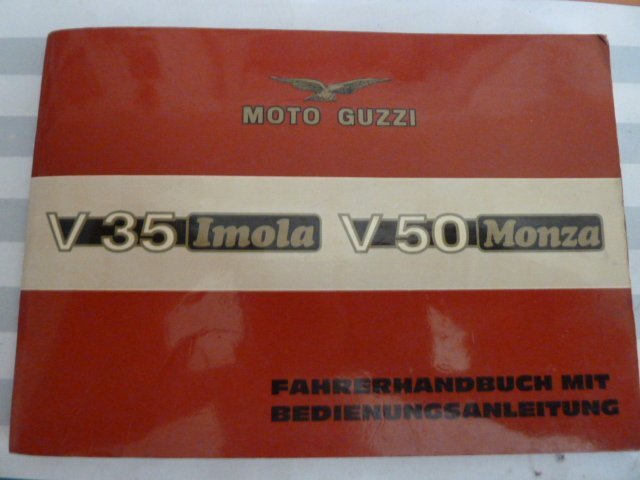 MOTO GUZZI
V 35 Imola V 50 Monza
FAHRERHANDBUCH MIT
BEDIENUNGSANLEITUNG